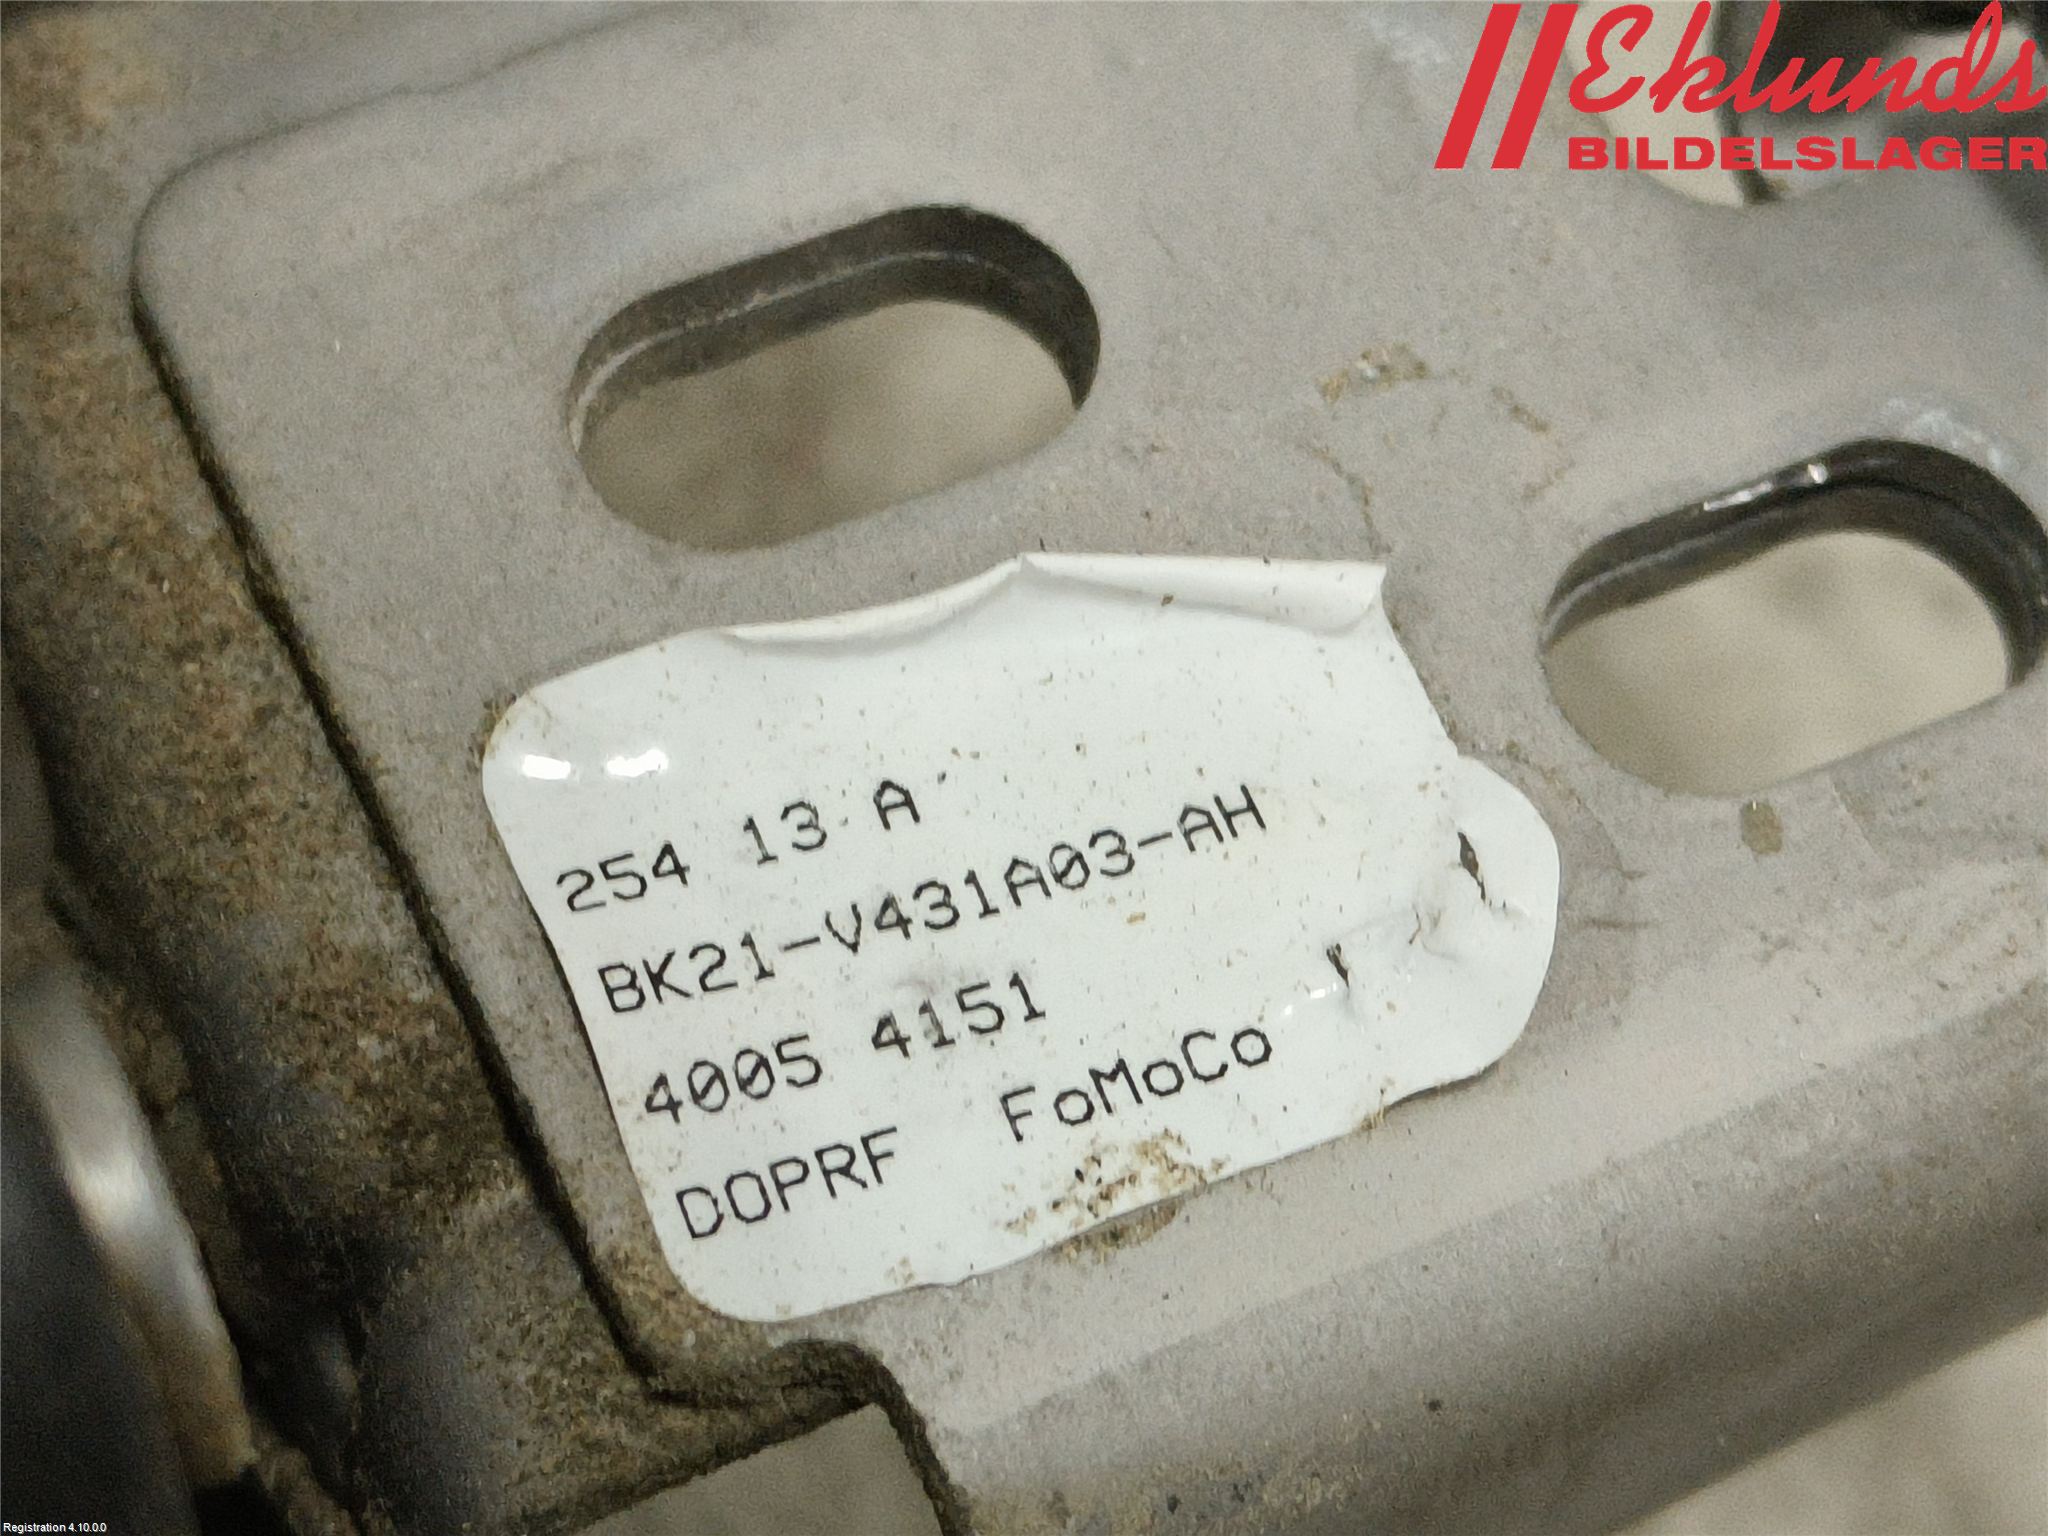 Eklunds
BILDELSLAGER
254 13 A
BK21-V431A03-AH
4005 4151
DOPRF FoMoCo
Registration 4.10.0.0